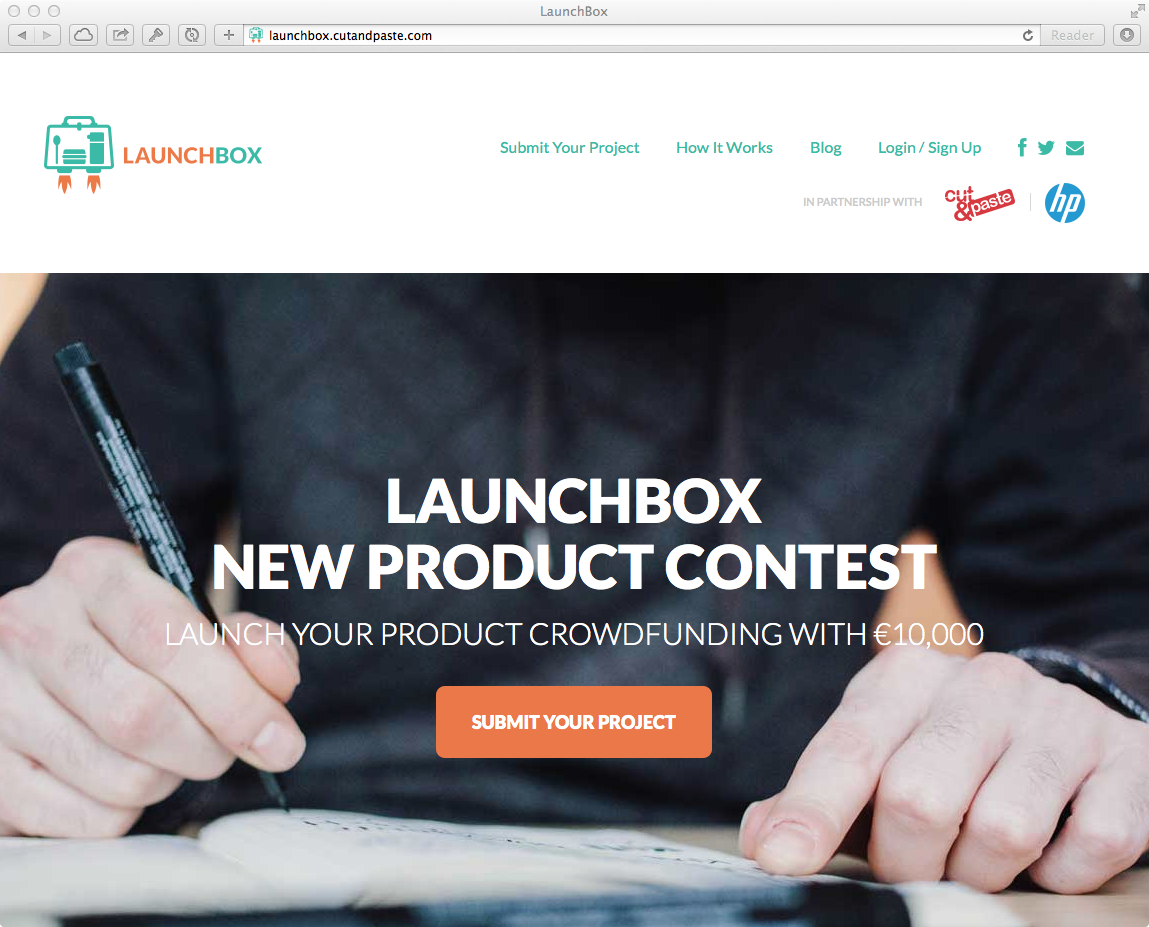 LaunchBox
launchbox.cutandpaste.com
Reader
LAUNCHBOX
Submit Your Project How It Works Blog Login / Sign Up
IN PARTNERSHIP WITH cut&paste hp
LAUNCHBOX
NEW PRODUCT CONTEST
LAUNCH YOUR PRODUCT CROWDFUNDING WITH €10,000
SUBMIT YOUR PROJECT